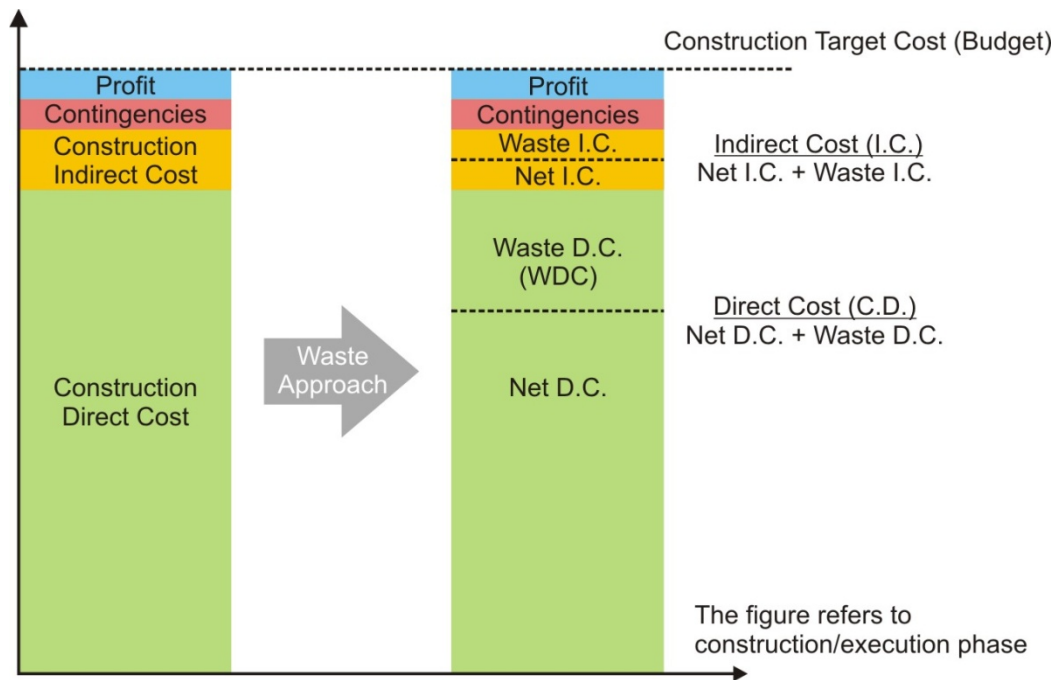 Construction Target Cost (Budget)
Profit
Contingencies
Construction
Indirect Cost
Construction
Direct Cost
Waste
Approach
Profit
Contingencies
Waste I.C.
Net I.C.
Waste D.C.
(WDC)
Net D.C.
Indirect Cost (I.C.)
Net I.C. + Waste I.C.
Direct Cost (C.D.)
Net D.C. + Waste D.C.
The figure refers to
construction/execution phase